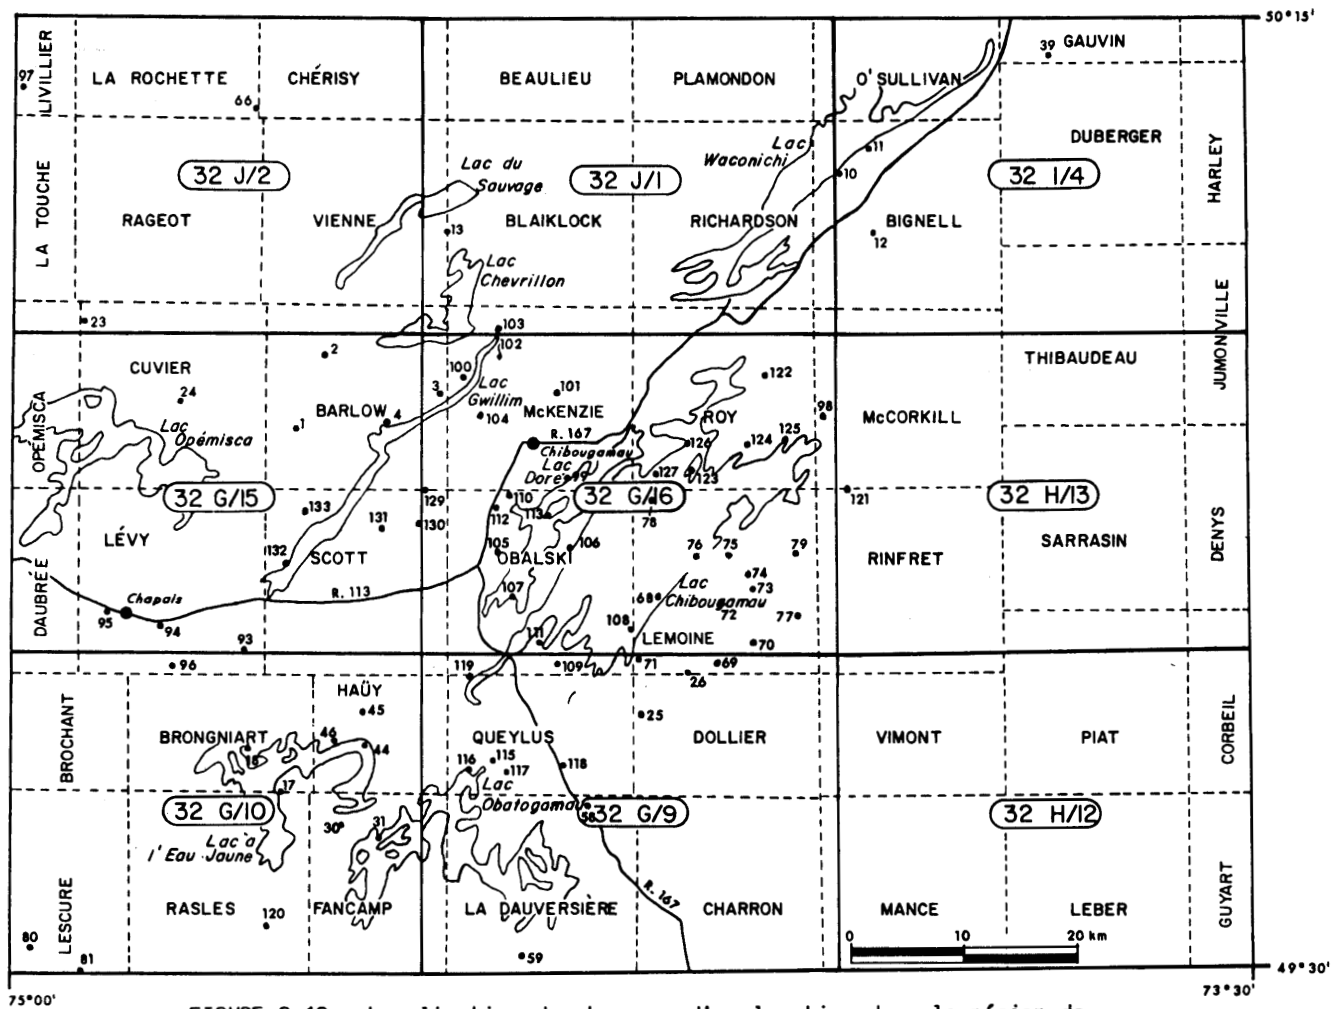 50°15'
97
LIVILLIER
LA ROCHETTE
CHÉRISY
BEAULIEU
PLAMONDON
O'SULLIVAN
39
GAUVIN
66
DUBERGER
HARLEY
LA TOUCHE
32 J/2
Lac du
Sauvage
32 J/1
Lac
Waconichi
11
10
32 I/4
RAGEOT
VIENNE
13
BLAIKLOCK
RICHARDSON
BIGNELL
12
Lac
Chevrillon
JUMONVILLE
23
103
102
2
CUVIER
24
100
3
Lac
Gwillim
101
122
THIBAUDEAU
OPÉMISCA
Lac
Opémisca
1
BARLOW
4
104
McKENZIE
ROY
98
McCORKILL
R. 167
Chibougamau
126
124
125
Lac
Doré
99
127
123
32 G/15
129
110
32 G/16
121
32 H/13
133
131
130
112
113
78
LÉVY
132
SCOTT
105
OBALSKI
106
76
75
79
RINFRET
SARRASIN
DENYS
DAUBRÉE
R. 113
107
74
73
Lac
Chibougamau
68
72
77
Chapais
95
94
93
108
LEMOINE
111
70
96
119
109
71
69
26
HAÜY
45
25
BROCHANT
BRONGNIART
46
44
QUEYLUS
DOLLIER
VIMONT
PIAT
CORBEIL
18
116
115
117
118
17
Lac
Obatogamau
32 G/10
30
31
58
32 G/9
32 H/12
Lac à
l'Eau Jaune
LESCURE
RASLES
120
FANCAMP
LA DAUVERSIÈRE
R. 167
CHARRON
MANCE
LEBER
GUYART
0
10
20 km
80
81
59
49°30'
75°00'
73°30'